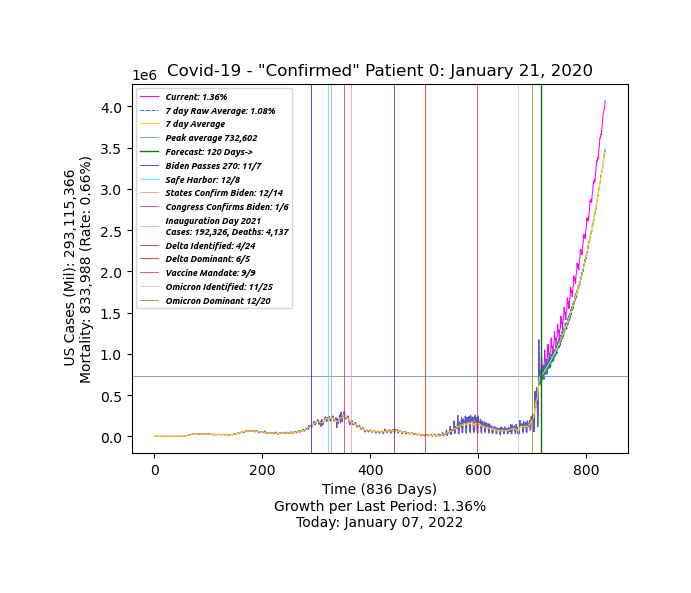 Covid-19 - "Confirmed" Patient 0: January 21, 2020
1e6
Current: 1.36%
7 day Raw Average: 1.08%
7 day Average
Peak average 732,602
Forecast: 120 Days->
Biden Passes 270: 11/7
Safe Harbor: 12/8
States Confirm Biden: 12/14
Congress Confirms Biden: 1/6
Inauguration Day 2021
Cases: 192,326, Deaths: 4,137
Delta Identified: 4/24
Delta Dominant: 6/5
Vaccine Mandate: 9/9
Omicron Identified: 11/25
Omicron Dominant 12/20
4.0
3.5
3.0
2.5
2.0
1.5
1.0
0.5
0.0
US Cases (Mil): 293,115,366
Mortality: 833,988 (Rate: 0.66%)
0 200 400 600 800
Time (836 Days)
Growth per Last Period: 1.36%
Today: January 07, 2022